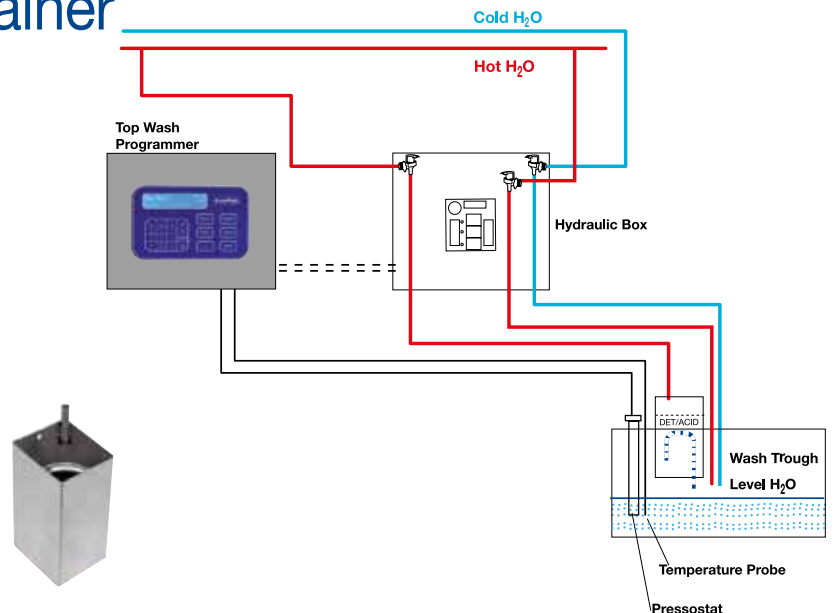 ainer
Cold H₂O
Hot H₂O
Top Wash
Programmer
Hydraulic Box
DET/ACID
Wash Trough
Level H₂O
Temperature Probe
Pressostat